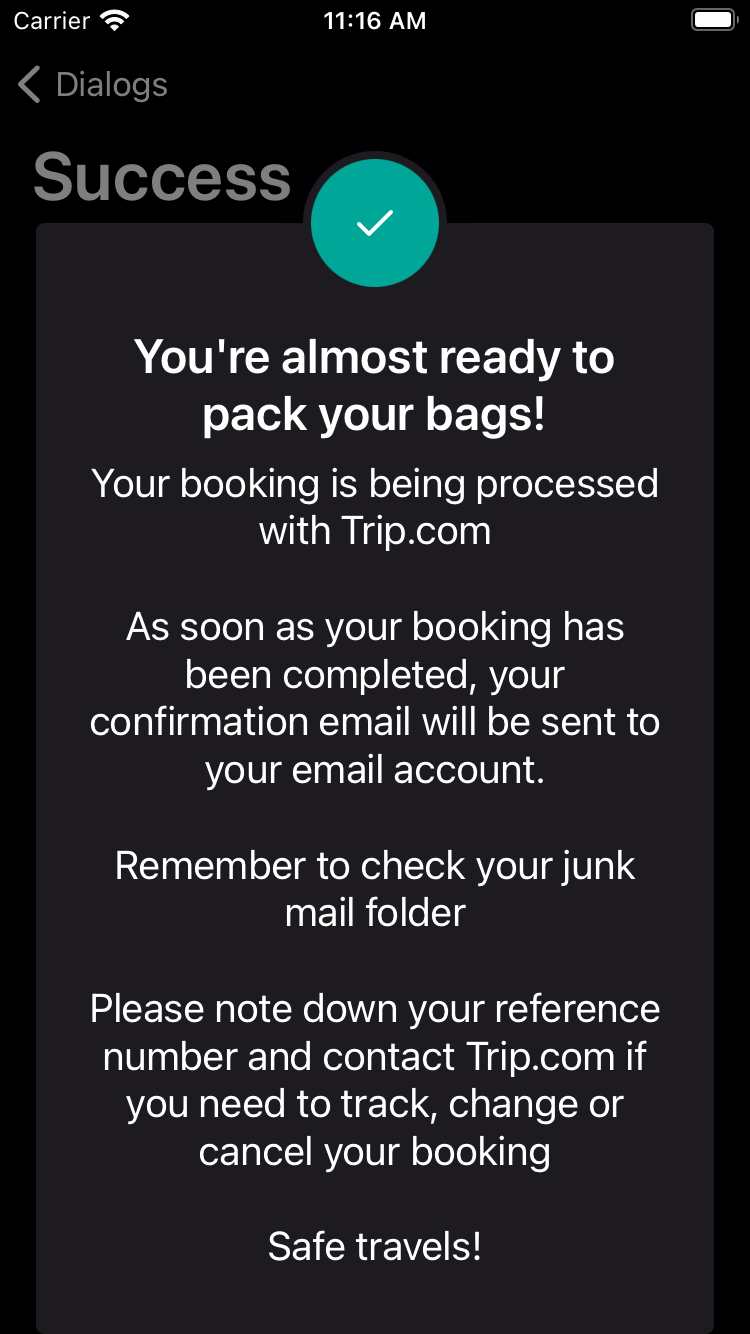 Carrier
11:16 AM
Dialogs
Success
You're almost ready to
pack your bags!
Your booking is being processed
with Trip.com
As soon as your booking has
been completed, your
confirmation email will be sent to
your email account.
Remember to check your junk
mail folder
Please note down your reference
number and contact Trip.com if
you need to track, change or
cancel your booking
Safe travels!